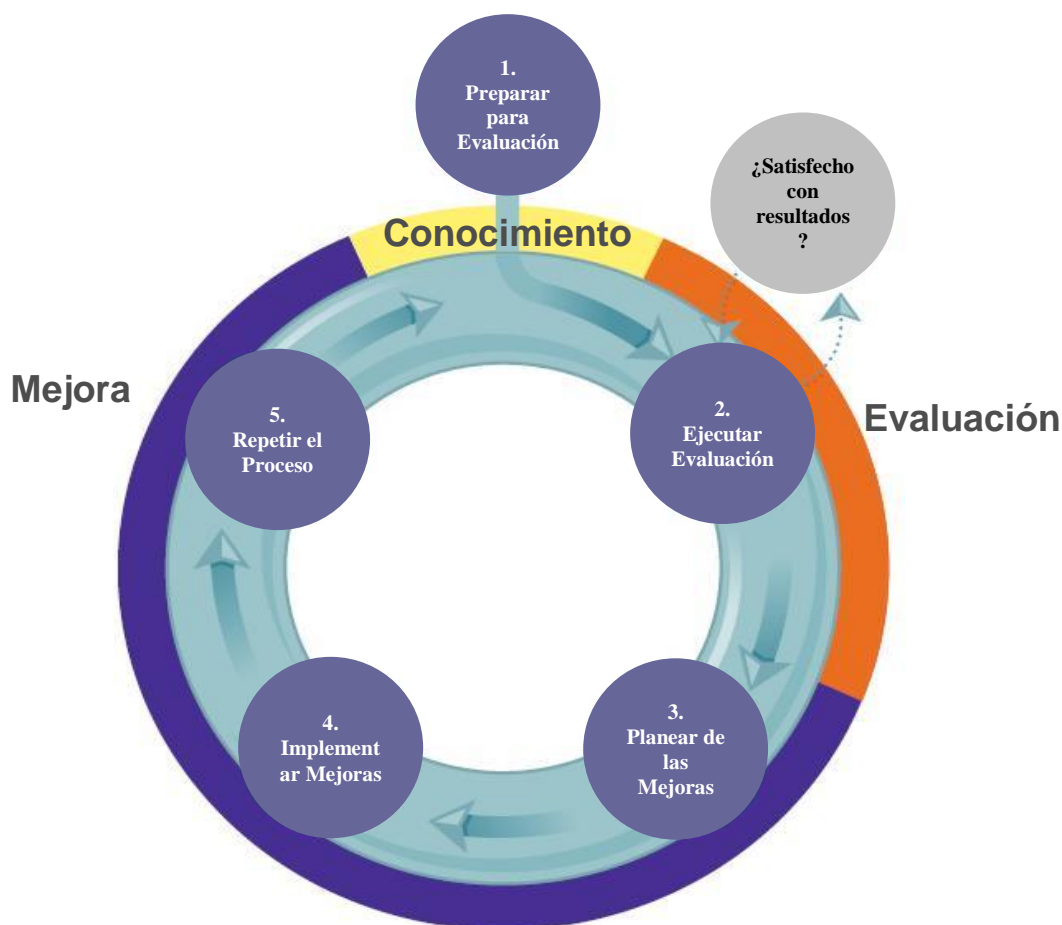 1.
Preparar
para
Evaluación
¿Satisfecho
con
resultados
?
Conocimiento
Mejora
Evaluación
5.
Repetir el
Proceso
2.
Ejecutar
Evaluación
4.
Implement
ar Mejoras
3.
Planear de
las
Mejoras